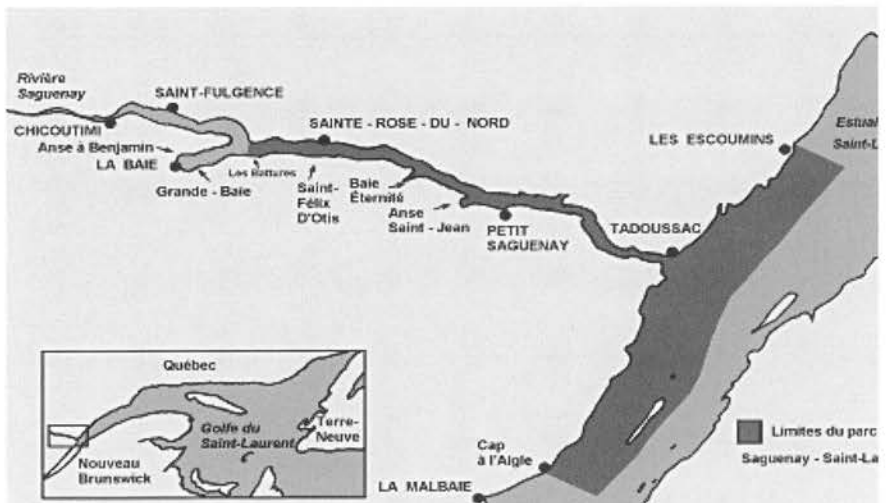 Rivière
Saguenay
SAINT-FULGENCE
CHICOUTIMI
Anse à Benjamin
LA BAIE
Grande - Baie
Les Battures
SAINTE - ROSE - DU - NORD
Saint-
Félix
D'Otis
Baie
Éternité
Anse
Saint - Jean
PETIT
SAGUENAY
TADOUSSAC
LES ESCOUMINS
Estua
Saint-L
Cap
à l'Aigle
LA MALBAIE
Limites du parc
Saguenay - Saint-La
Québec
Golfe du
Saint-Laurent
Terre-
Neuve
Nouveau
Brunswick